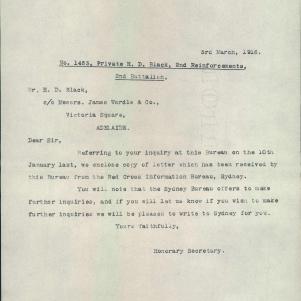 3rd March, 1916.
No. 1483, Private H. D. Black, 2nd Reinforcements,
2nd Battalion.
Mr. H. D. Black,
c/o Messrs. James Wardle & Co.,
Victoria Square,
ADELAIDE.
Dear Sir,
Referring to your inquiry at this Bureau on the 18th
January last, we enclose copy of letter which has been received by
this Bureau from the Red Cross Information Bureau, Sydney.
You will note that the Sydney Bureau offers to make
further inquiries, and if you will let us know if you wish to make
further inquiries we will be pleased to write to Sydney for you.
Yours faithfully,
Honorary Secretary.